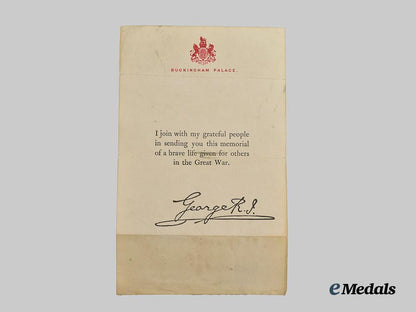 BUCKINGHAM PALACE.
I join with my grateful people
in sending you this memorial
of a brave life given for others
in the Great War.
George R.I.
eMedals